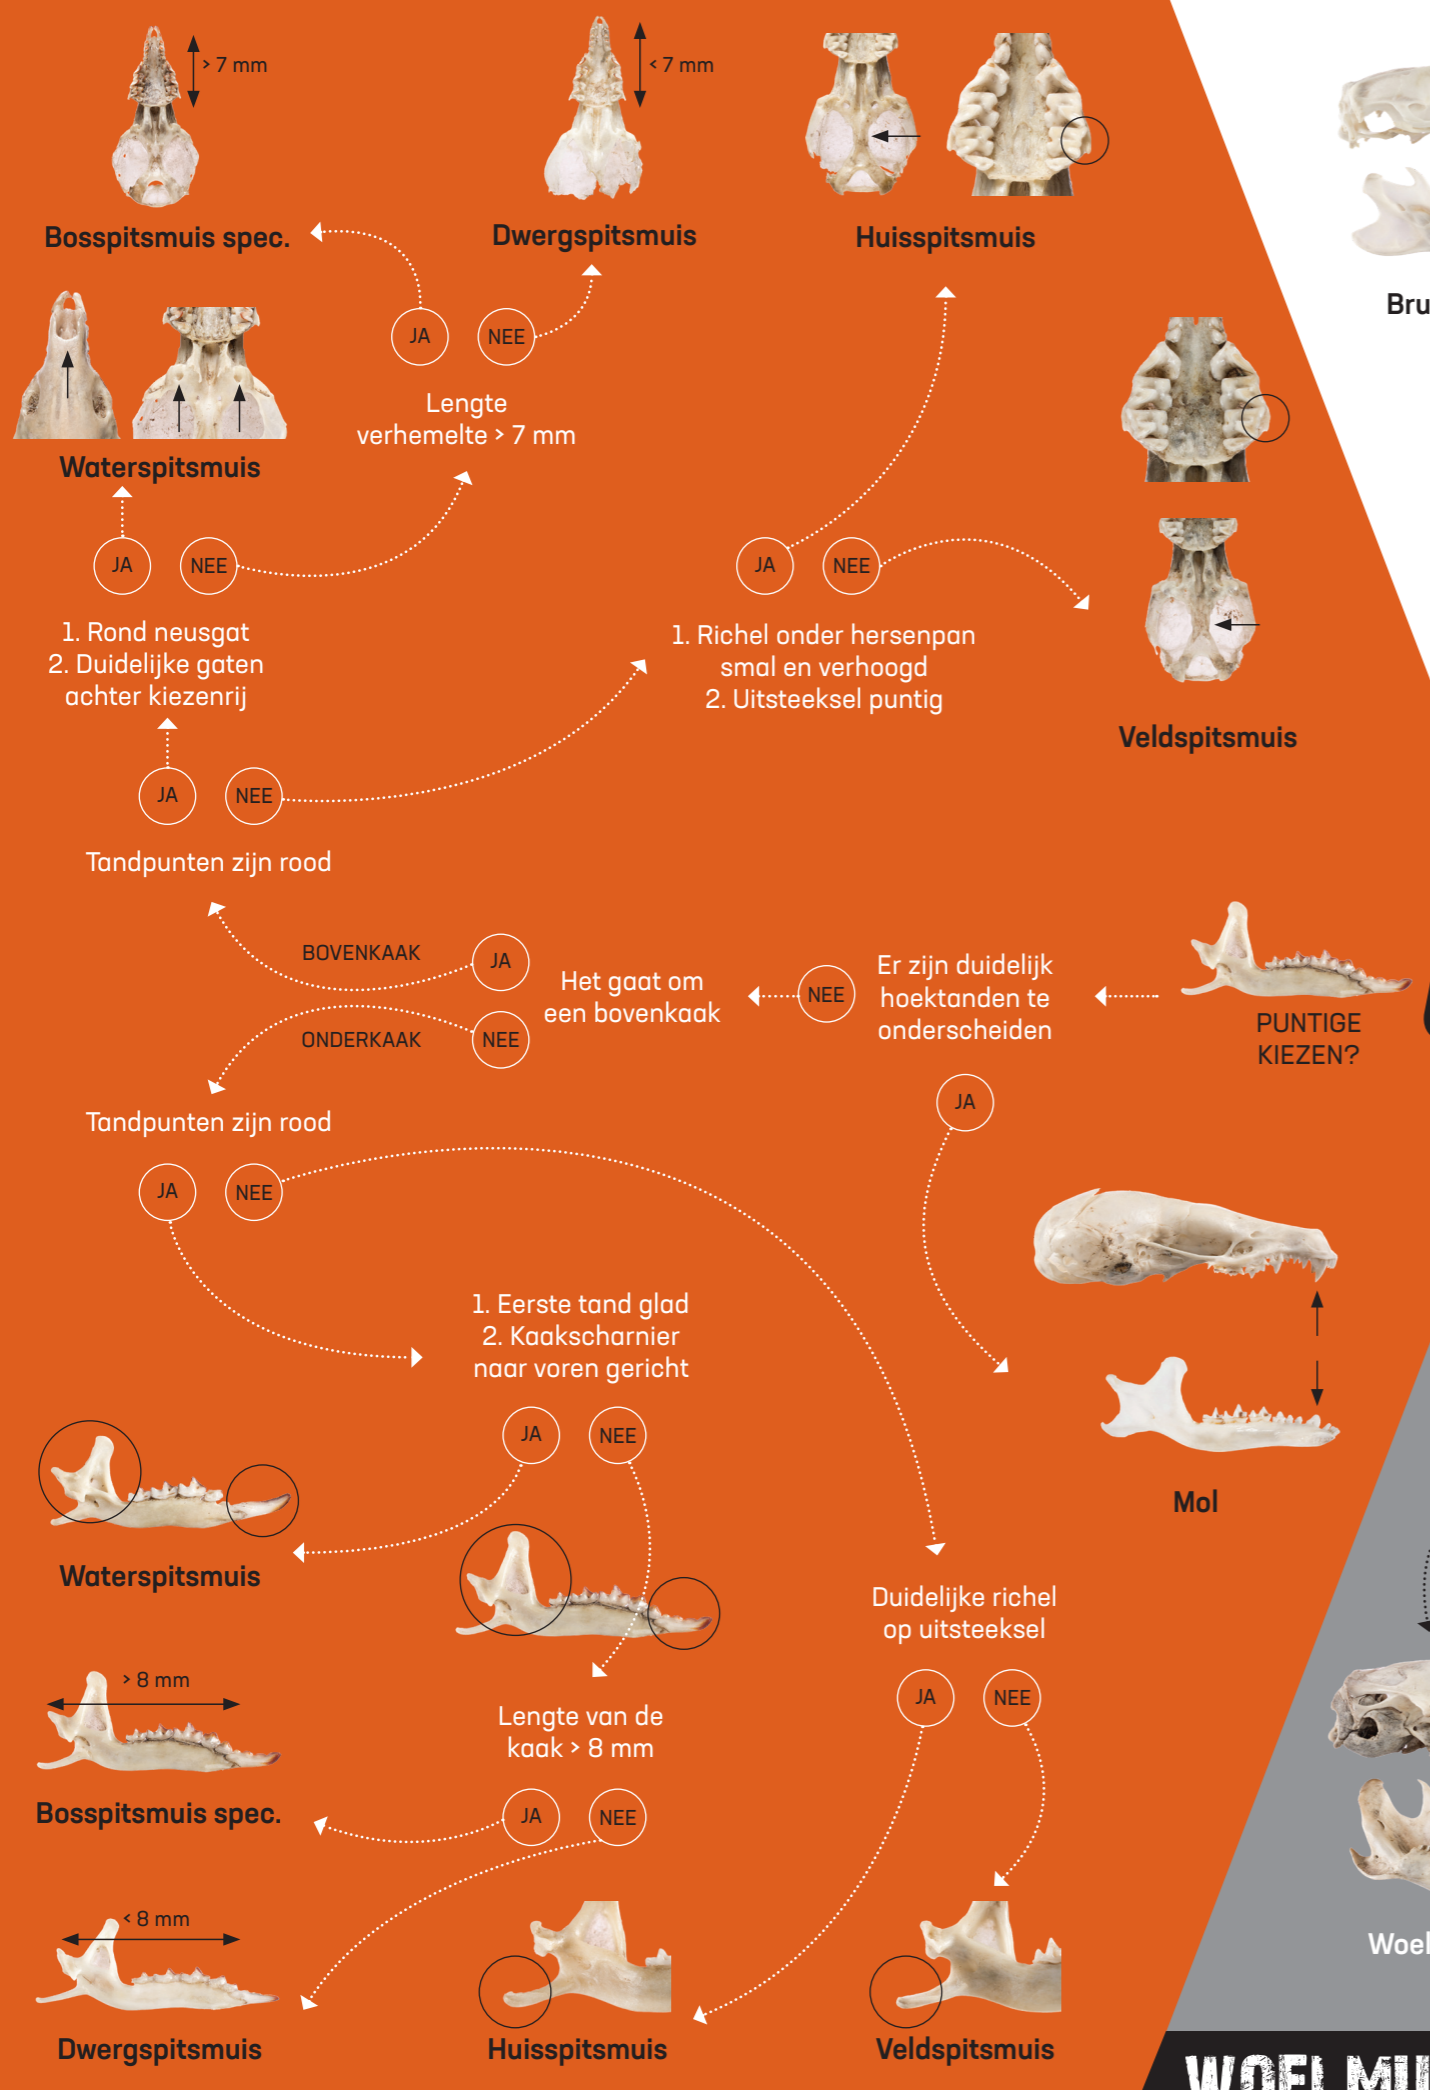 > 7 mm
< 7 mm
Bosspitsmuis spec.
Dwergspitsmuis
Huisspitsmuis
JA
NEE
Lengte
verhemelte > 7 mm
Waterspitsmuis
JA
NEE
JA
NEE
1. Rond neusgat
2. Duidelijke gaten
achter kiezenrij
1. Richel onder hersenpan
smal en verhoogd
2. Uitsteeksel puntig
Veldspitsmuis
JA
NEE
Tandpunten zijn rood
BOVENKAAK
JA
Het gaat om
een bovenkaak
ONDERKAAK
NEE
NEE
Er zijn duidelijk
hoektanden te
onderscheiden
PUNTIGE
KIEZEN?
JA
Tandpunten zijn rood
JA
NEE
1. Eerste tand glad
2. Kaakscharnier
naar voren gericht
JA
NEE
Mol
Waterspitsmuis
Duidelijke richel
op uitsteeksel
JA
NEE
> 8 mm
Lengte van de
kaak > 8 mm
JA
NEE
Bosspitsmuis spec.
< 8 mm
Dwergspitsmuis
Huisspitsmuis
Veldspitsmuis
Bru
Woel
WOELMUI